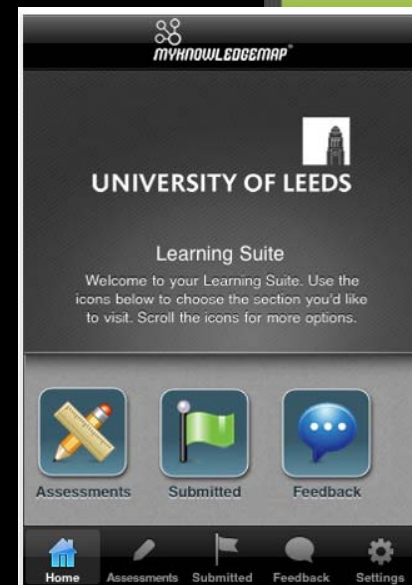 MYKNOWLEDGEMAP®
UNIVERSITY OF LEEDS
Learning Suite
Welcome to your Learning Suite. Use the
icons below to choose the section you'd like
to visit. Scroll the icons for more options.
Assessments Submitted Feedback
Home Assessments Submitted Feedback Settings